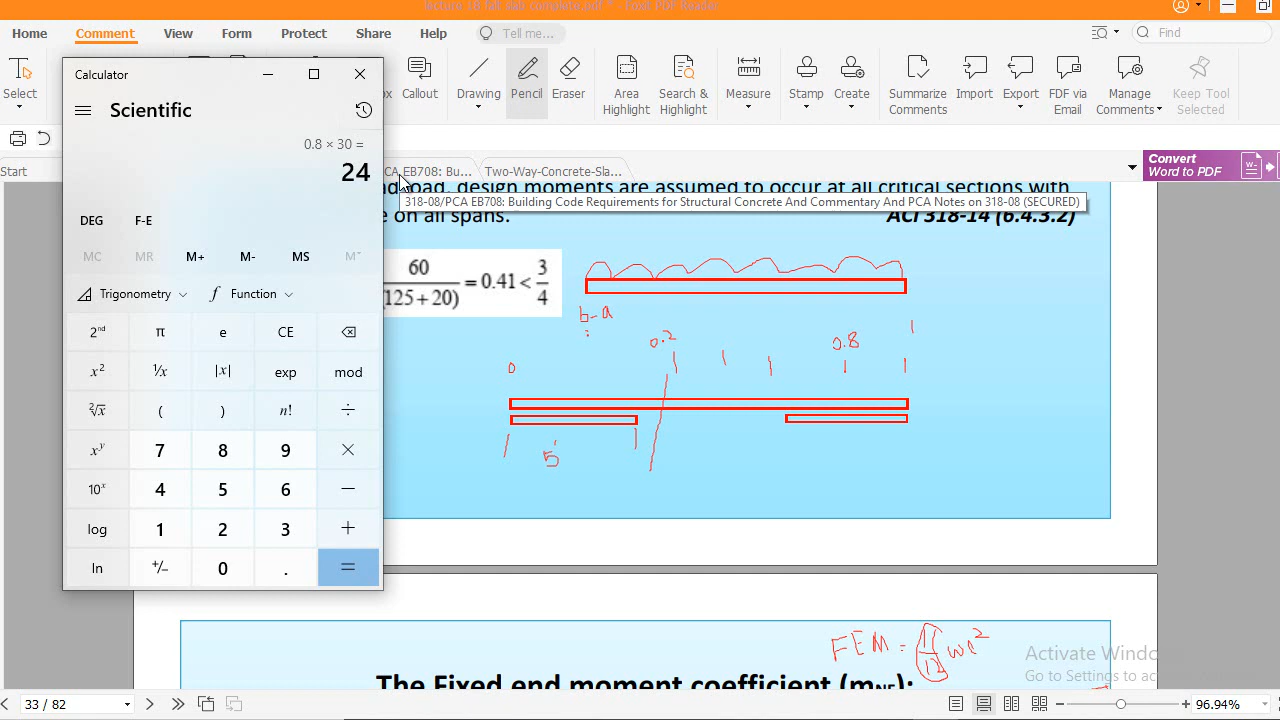 lecture 18 full slab complete.pdf * - Foxit PDF Reader
Home Comment View Form Protect Share Help Tell me... Find
Select Callout Drawing Pencil Eraser Area Highlight Search & Highlight Measure Stamp Create Summarize Comments Import Export FDF via Email Manage Comments Keep Tool Selected
Start CA EB708: Bu... Two-Way-Concrete-Sla... Convert Word to PDF
318-08/PCA EB708: Building Code Requirements for Structural Concrete And Commentary And PCA Notes on 318-08 (SECURED)
Calculator
Scientific
0.8 × 30 =
24
DEG F-E
MC MR M+ M- MS M˅
Trigonometry Function
2nd π e CE
x² ¹/x |x| exp mod
²√x ( ) n! ÷
xʸ 7 8 9 ×
10ˣ 4 5 6 −
log 1 2 3 +
ln +/− 0 . =
load, design moments are assumed to occur at all critical sections with
e on all spans. ACI 318-14 (6.4.3.2)
60
(125+20) = 0.41 < 3/4
b-a
0 0.2 0.8 1
5'
FEM = (1/12) wl²
The Fixed end moment coefficient (mNF):
Activate Windo
Go to Settings to ac
33 / 82 96.94%